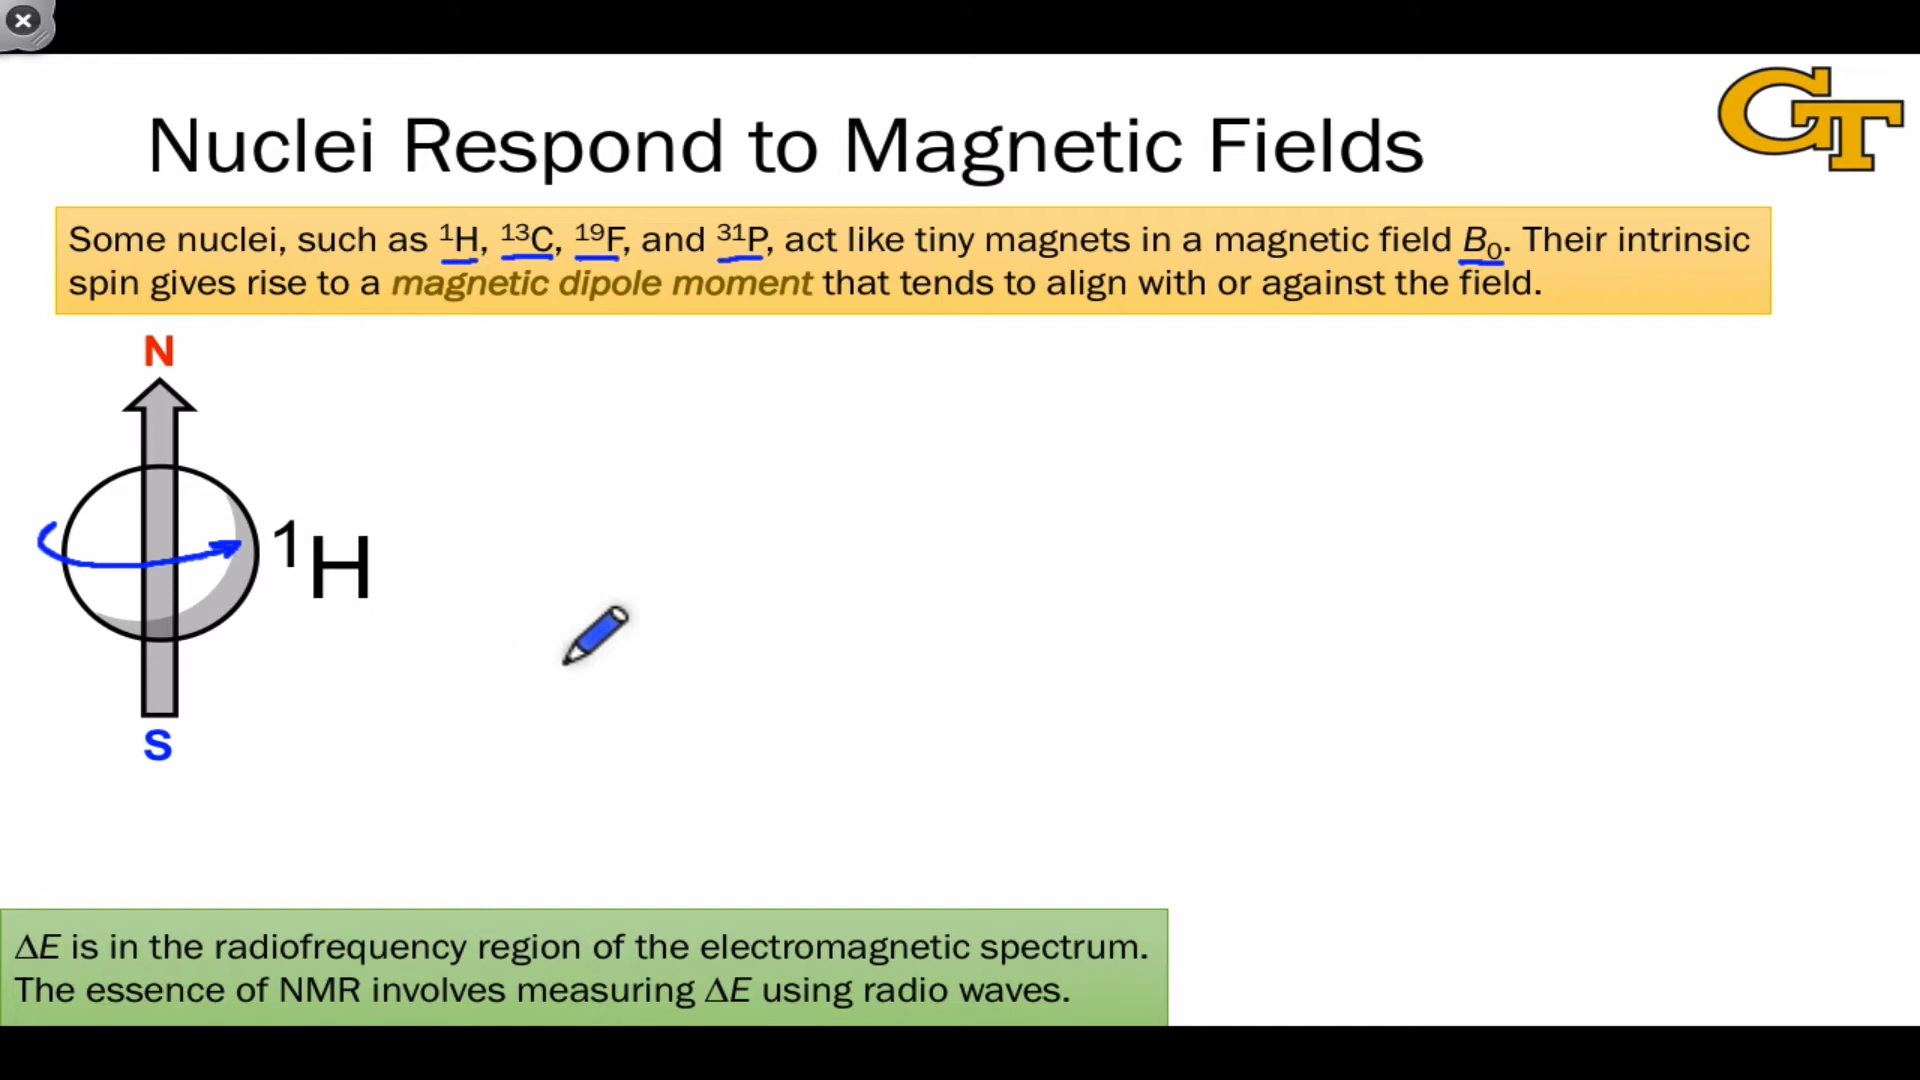 GT
Nuclei Respond to Magnetic Fields
Some nuclei, such as ¹H, ¹³C, ¹⁹F, and ³¹P, act like tiny magnets in a magnetic field B₀. Their intrinsic
spin gives rise to a magnetic dipole moment that tends to align with or against the field.
N
¹H
S
ΔE is in the radiofrequency region of the electromagnetic spectrum.
The essence of NMR involves measuring ΔE using radio waves.